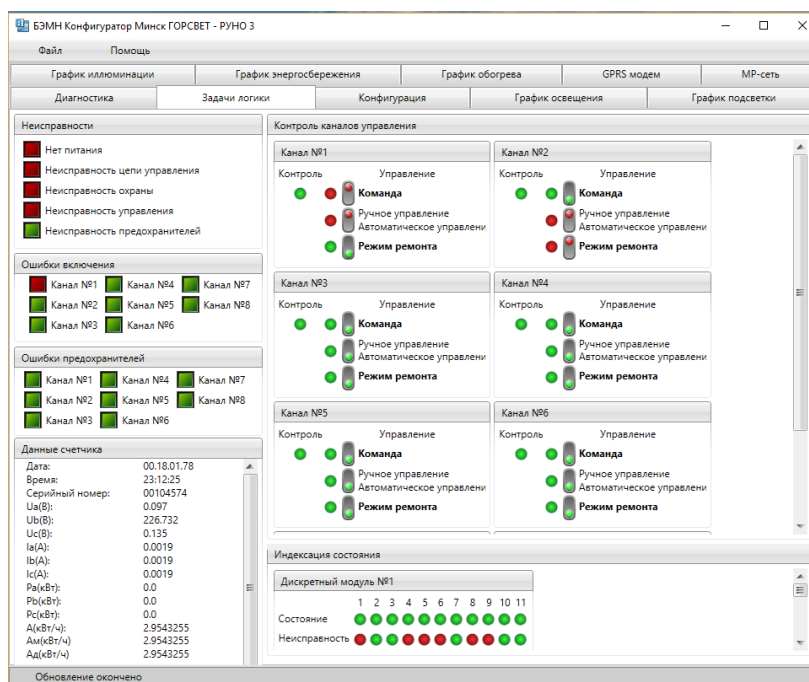 БЭМН Конфигуратор Минск ГОРСВЕТ - РУНО 3
Файл Помощь
График иллюминации График энергосбережения График обогрева GPRS модем МР-сеть
Диагностика Задачи логики Конфигурация График освещения График подсветки
Неисправности
Нет питания
Неисправность цепи управления
Неисправность охраны
Неисправность управления
Неисправность предохранителей
Ошибки включения
Канал №1 Канал №4 Канал №7
Канал №2 Канал №5 Канал №8
Канал №3 Канал №6
Ошибки предохранителей
Канал №1 Канал №4 Канал №7
Канал №2 Канал №5 Канал №8
Канал №3 Канал №6
Данные счетчика
Дата: 00.18.01.78
Время: 23:12:25
Серийный номер: 00104574
Ua(В): 0.097
Ub(В): 226.732
Uc(В): 0.135
Ia(А): 0.0019
Ib(А): 0.0019
Ic(А): 0.0019
Pa(кВт): 0.0
Pb(кВт): 0.0
Pc(кВт): 0.0
А(кВт/ч): 2.9543255
Ам(кВт/ч) 2.9543255
Ад(кВт/ч) 2.9543255
Контроль каналов управления
Канал №1
Контроль Управление
Команда
Ручное управление
Автоматическое управлени
Режим ремонта
Канал №2
Контроль Управление
Команда
Ручное управление
Автоматическое управлени
Режим ремонта
Канал №3
Контроль Управление
Команда
Ручное управление
Автоматическое управлени
Режим ремонта
Канал №4
Контроль Управление
Команда
Ручное управление
Автоматическое управлени
Режим ремонта
Канал №5
Контроль Управление
Команда
Ручное управление
Автоматическое управлени
Режим ремонта
Канал №6
Контроль Управление
Команда
Ручное управление
Автоматическое управлени
Режим ремонта
Индексация состояния
Дискретный модуль №1
1 2 3 4 5 6 7 8 9 10 11
Состояние
Неисправность
Обновление окончено